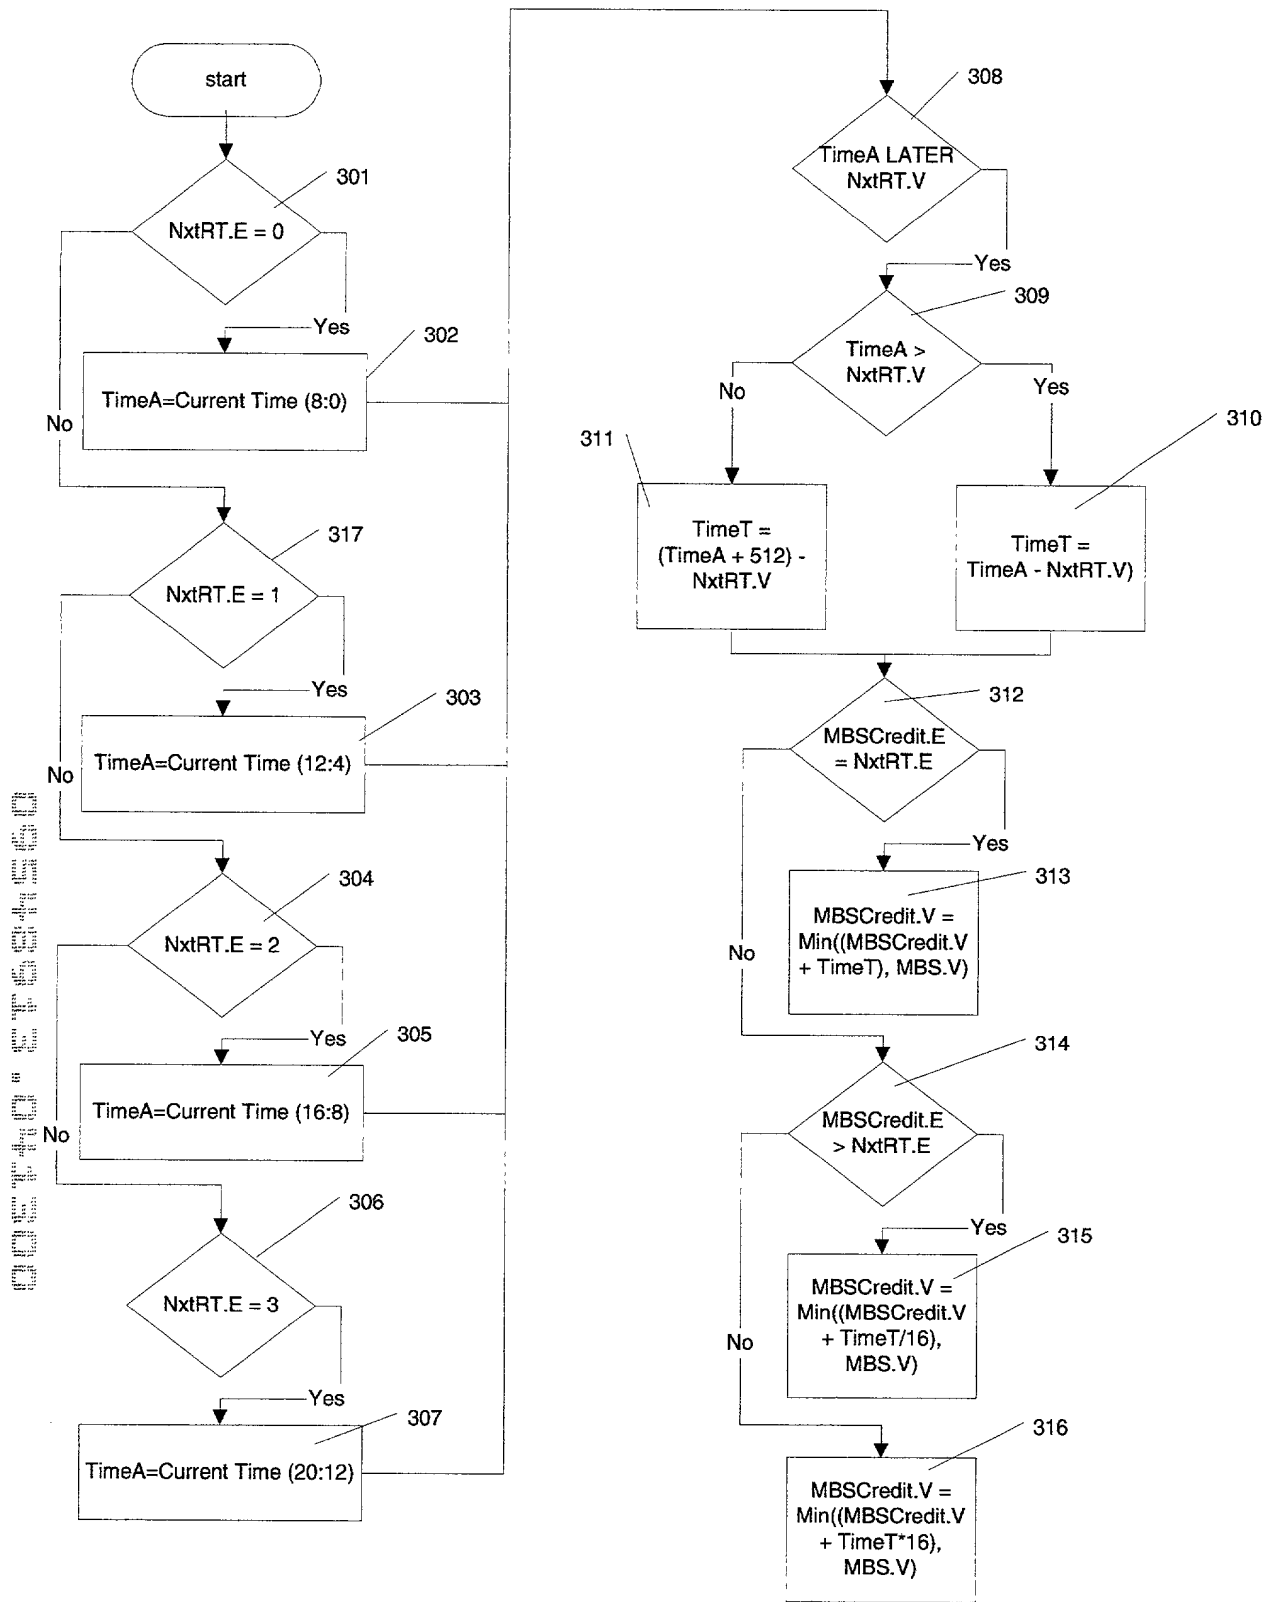 start
301
NxtRT.E = 0
Yes
302
TimeA=Current Time (8:0)
No
317
NxtRT.E = 1
Yes
303
TimeA=Current Time (12:4)
No
304
NxtRT.E = 2
Yes
305
TimeA=Current Time (16:8)
No
306
NxtRT.E = 3
Yes
307
TimeA=Current Time (20:12)
308
TimeA LATER
NxtRT.V
Yes
309
TimeA >
NxtRT.V
No
Yes
311
310
TimeT =
(TimeA + 512) -
NxtRT.V
TimeT =
TimeA - NxtRT.V)
312
MBSCredit.E
= NxtRT.E
Yes
313
MBSCredit.V =
Min((MBSCredit.V
+ TimeT), MBS.V)
No
314
MBSCredit.E
> NxtRT.E
Yes
315
MBSCredit.V =
Min((MBSCredit.V
+ TimeT/16),
MBS.V)
No
316
MBSCredit.V =
Min((MBSCredit.V
+ TimeT*16),
MBS.V)